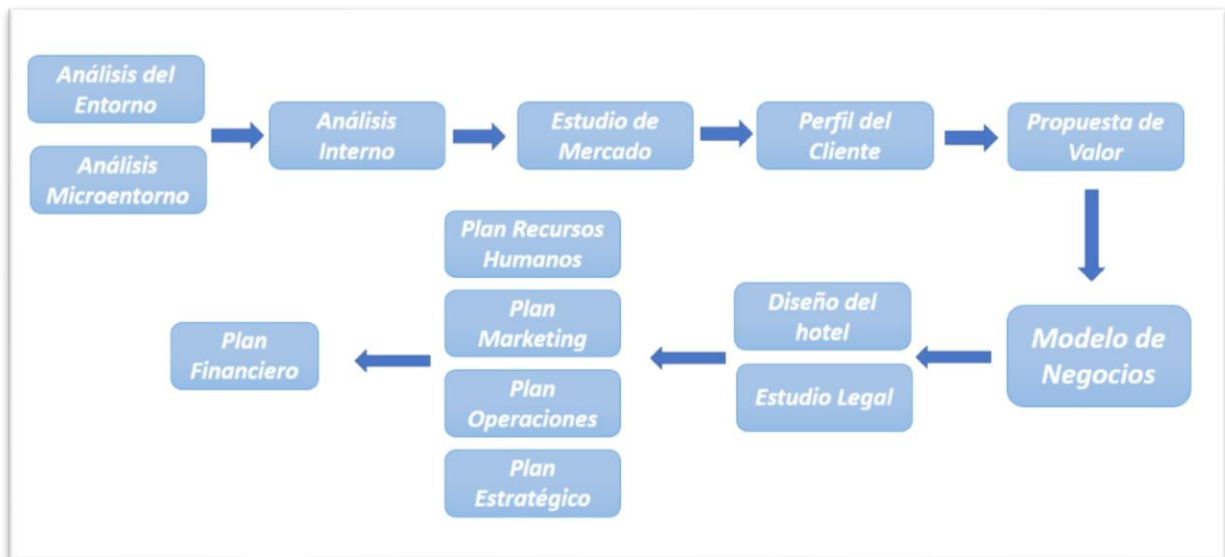 Análisis del
Entorno
Análisis
Microentorno
Análisis
Interno
Estudio de
Mercado
Perfil del
Cliente
Propuesta de
Valor
Modelo de
Negocios
Diseño del
hotel
Estudio Legal
Plan Recursos
Humanos
Plan
Marketing
Plan
Operaciones
Plan
Estratégico
Plan
Financiero